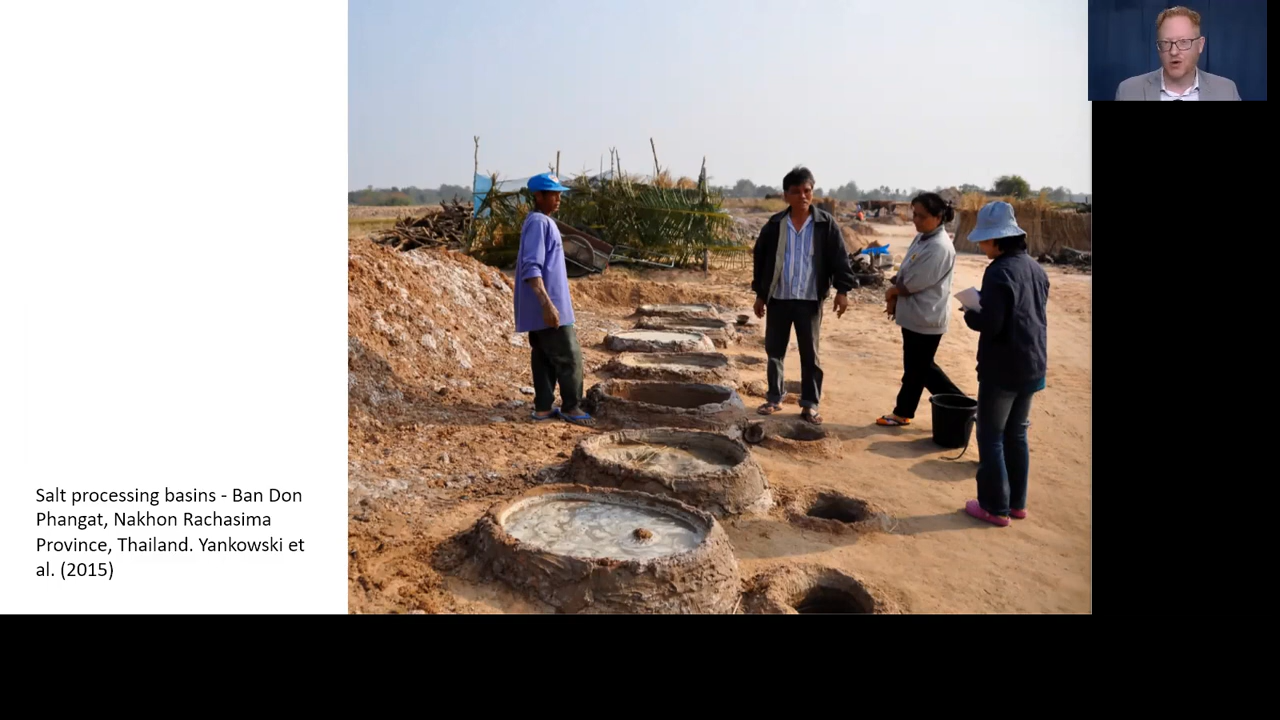 Salt processing basins - Ban Don
Phangat, Nakhon Rachasima
Province, Thailand. Yankowski et
al. (2015)